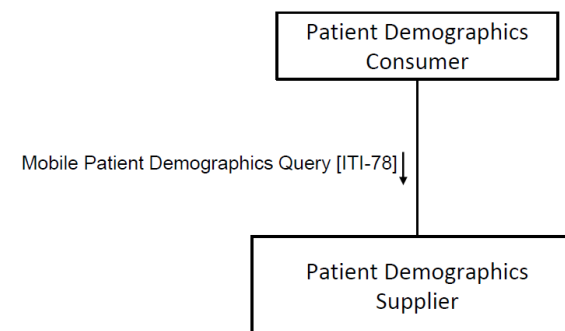 Patient Demographics
Consumer
Mobile Patient Demographics Query [ITI-78]
Patient Demographics
Supplier